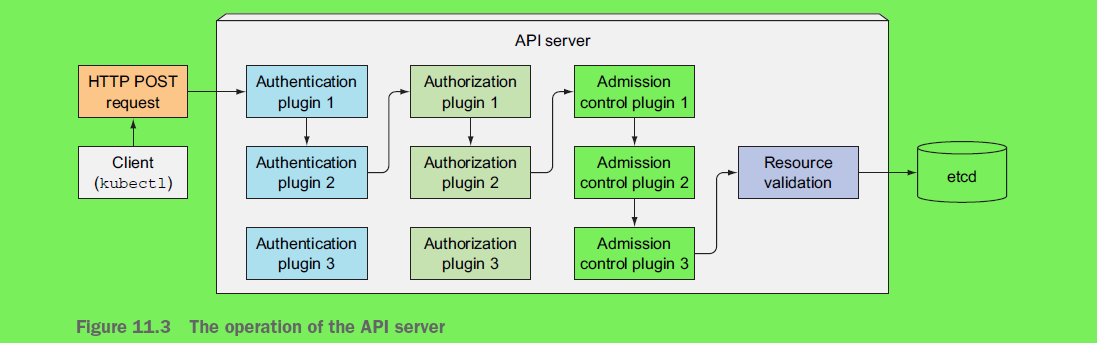 API server
HTTP POST
request
Client
(kubectl)
Authentication
plugin 1
Authentication
plugin 2
Authentication
plugin 3
Authorization
plugin 1
Authorization
plugin 2
Authorization
plugin 3
Admission
control plugin 1
Admission
control plugin 2
Admission
control plugin 3
Resource
validation
etcd
Figure 11.3 The operation of the API server